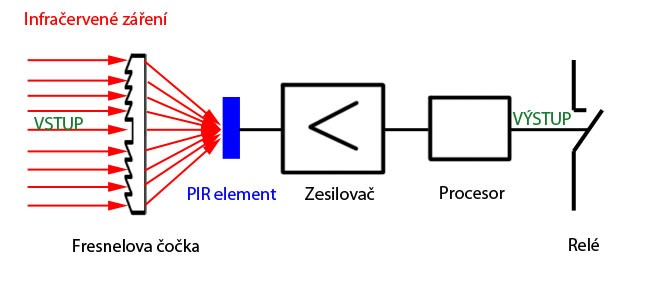 Infračervené záření
VSTUP
VÝSTUP
PIR element
Zesilovač
Procesor
Fresnelova čočka
Relé